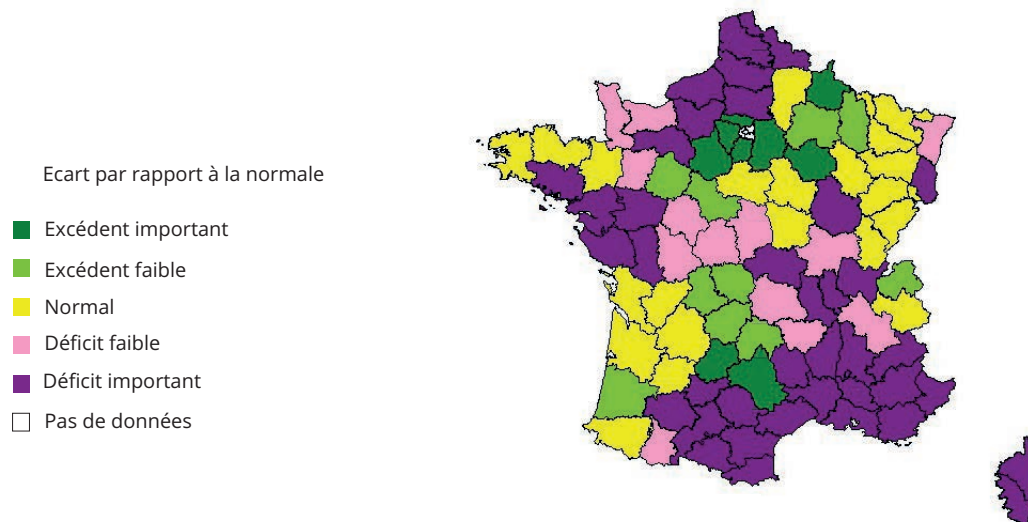 Ecart par rapport à la normale
Excédent important
Excédent faible
Normal
Déficit faible
Déficit important
Pas de données